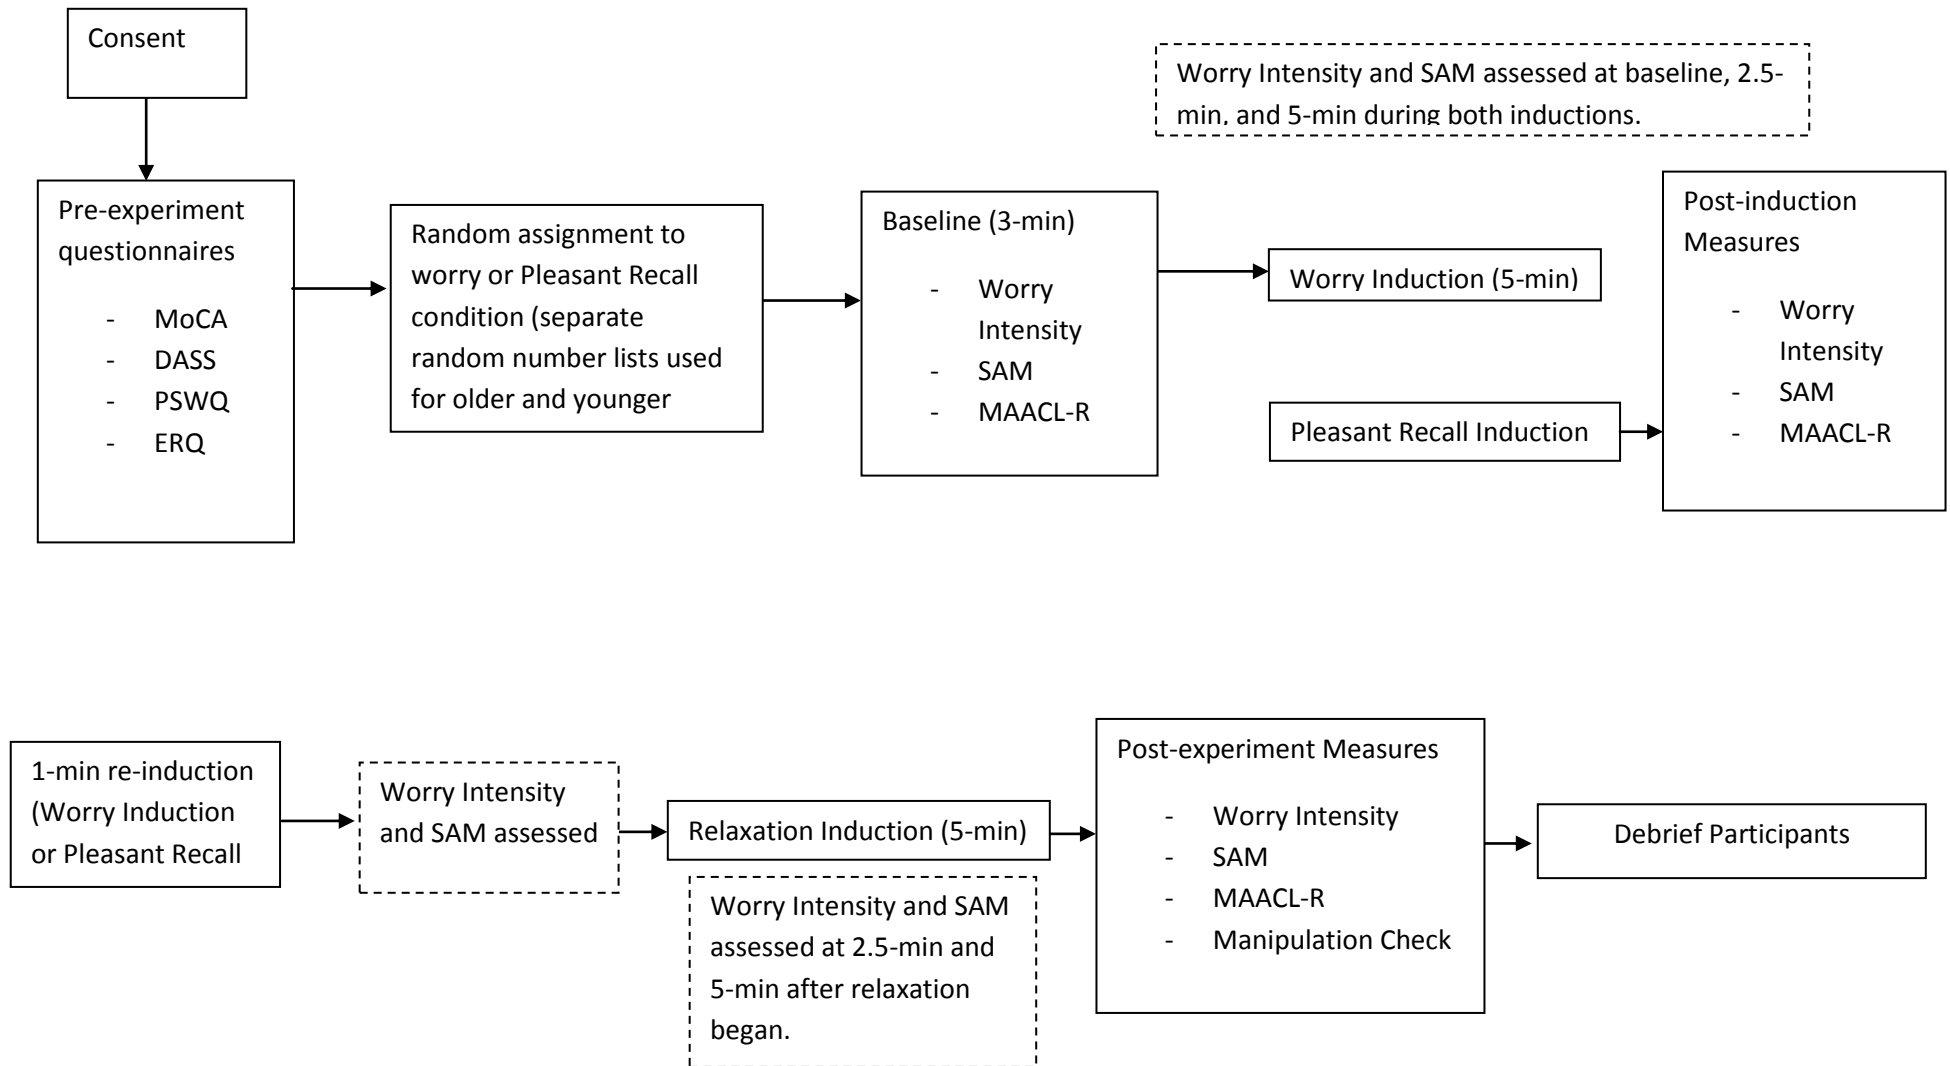 Consent
Worry Intensity and SAM assessed at baseline, 2.5-
min, and 5-min during both inductions.
Pre-experiment
questionnaires
- MoCA
- DASS
- PSWQ
- ERQ
Random assignment to
worry or Pleasant Recall
condition (separate
random number lists used
for older and younger
Baseline (3-min)
- Worry
Intensity
- SAM
- MAACL-R
Worry Induction (5-min)
Pleasant Recall Induction
Post-induction
Measures
- Worry
Intensity
- SAM
- MAACL-R
1-min re-induction
(Worry Induction
or Pleasant Recall
Worry Intensity
and SAM assessed
Relaxation Induction (5-min)
Worry Intensity and SAM
assessed at 2.5-min and
5-min after relaxation
began.
Post-experiment Measures
- Worry Intensity
- SAM
- MAACL-R
- Manipulation Check
Debrief Participants